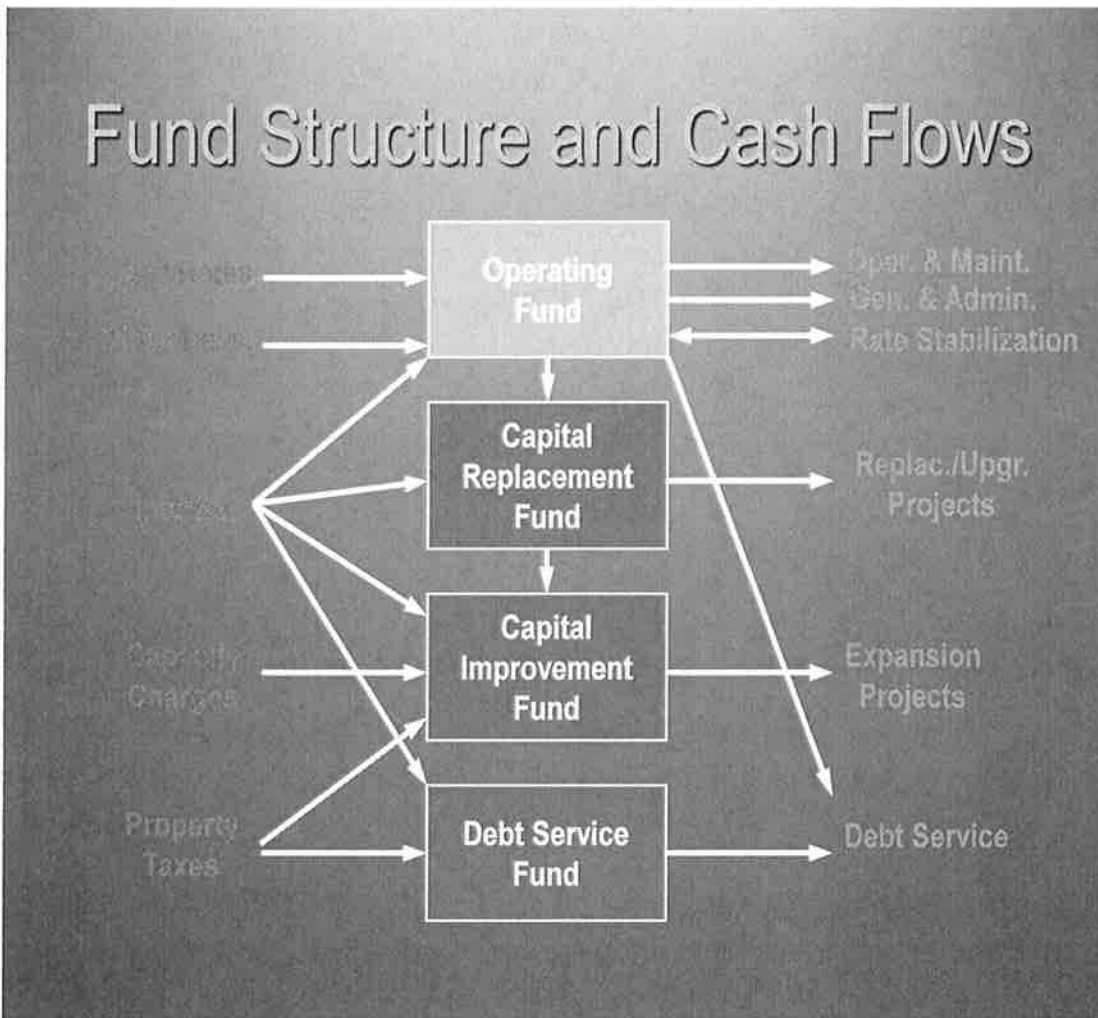 Fund Structure and Cash Flows
Operating
Fund
Oper. & Maint.
Gen. & Admin.
Rate Stabilization
Capital
Replacement
Fund
Replac./Upgr.
Projects
Capacity
Charges
Capital
Improvement
Fund
Expansion
Projects
Property
Taxes
Debt Service
Fund
Debt Service